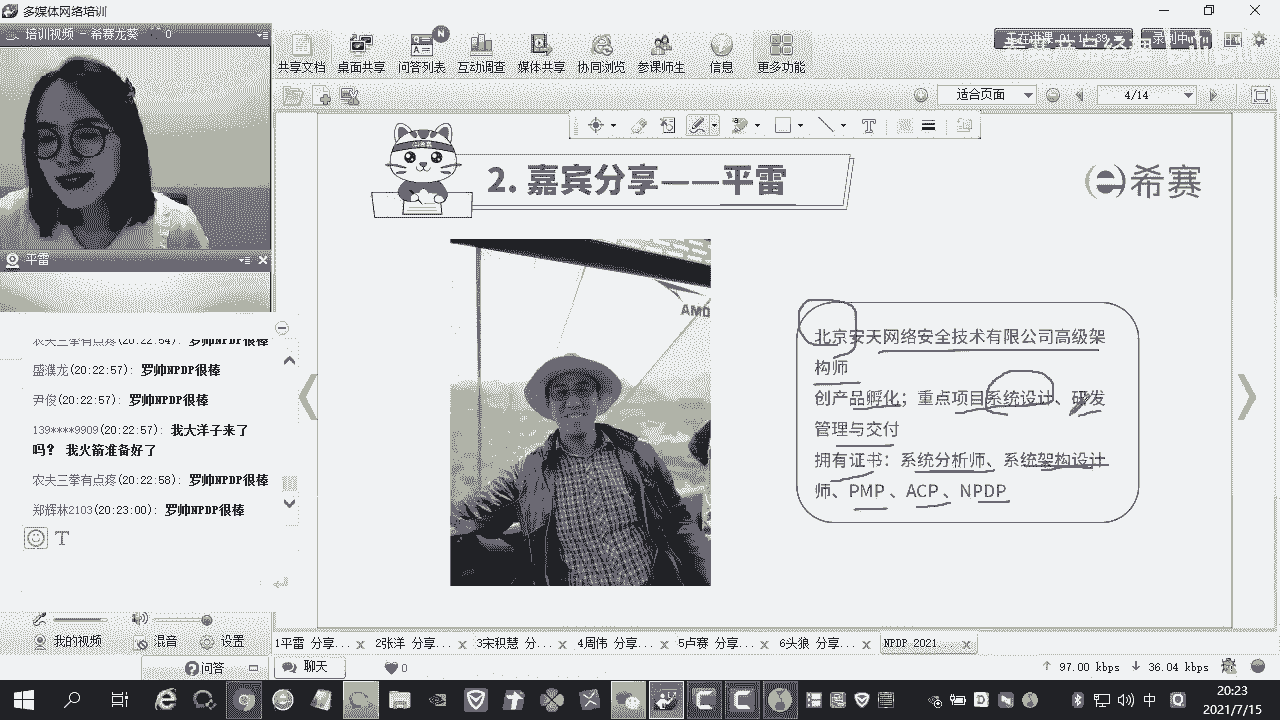 多媒体网络培训
培训视频 - 希赛龙葵
0
N
共享文档
桌面共享
问答列表
互动调查
媒体共享
协同浏览
参课师生
信息
更多功能
正在讲课 01:11:39
录制中
希赛产品经理
bilibili
适合页面
4/14
平雷
2. 嘉宾分享——平雷
希赛
AMD
北京安天网络安全技术有限公司高级架
构师
创产品孵化；重点项目系统设计、研发
管理与交付
拥有证书：系统分析师、系统架构设计
师、PMP 、ACP 、NPDP
农夫三拳有点疼(20:22:54): 罗帅NPDP很棒
盛濮龙(20:22:57): 罗帅NPDP很棒
尹俊(20:22:57): 罗帅NPDP很棒
139****9909(20:22:57): 我大洋子来了
吗? 我火箭准备好了
农夫三拳有点疼(20:22:58): 罗帅NPDP很棒
郑辉林2103(20:23:00): 罗帅NPDP很棒
我的视频
混音
设置
问答
聊天
0
1平雷 分享...
2张洋 分享...
3宋积慧 分...
4周伟 分享...
5卢赛 分享...
6头狼 分享...
NPDP 2021...
97.00 kbps
36.04 kbps
中
20:23
2021/7/15